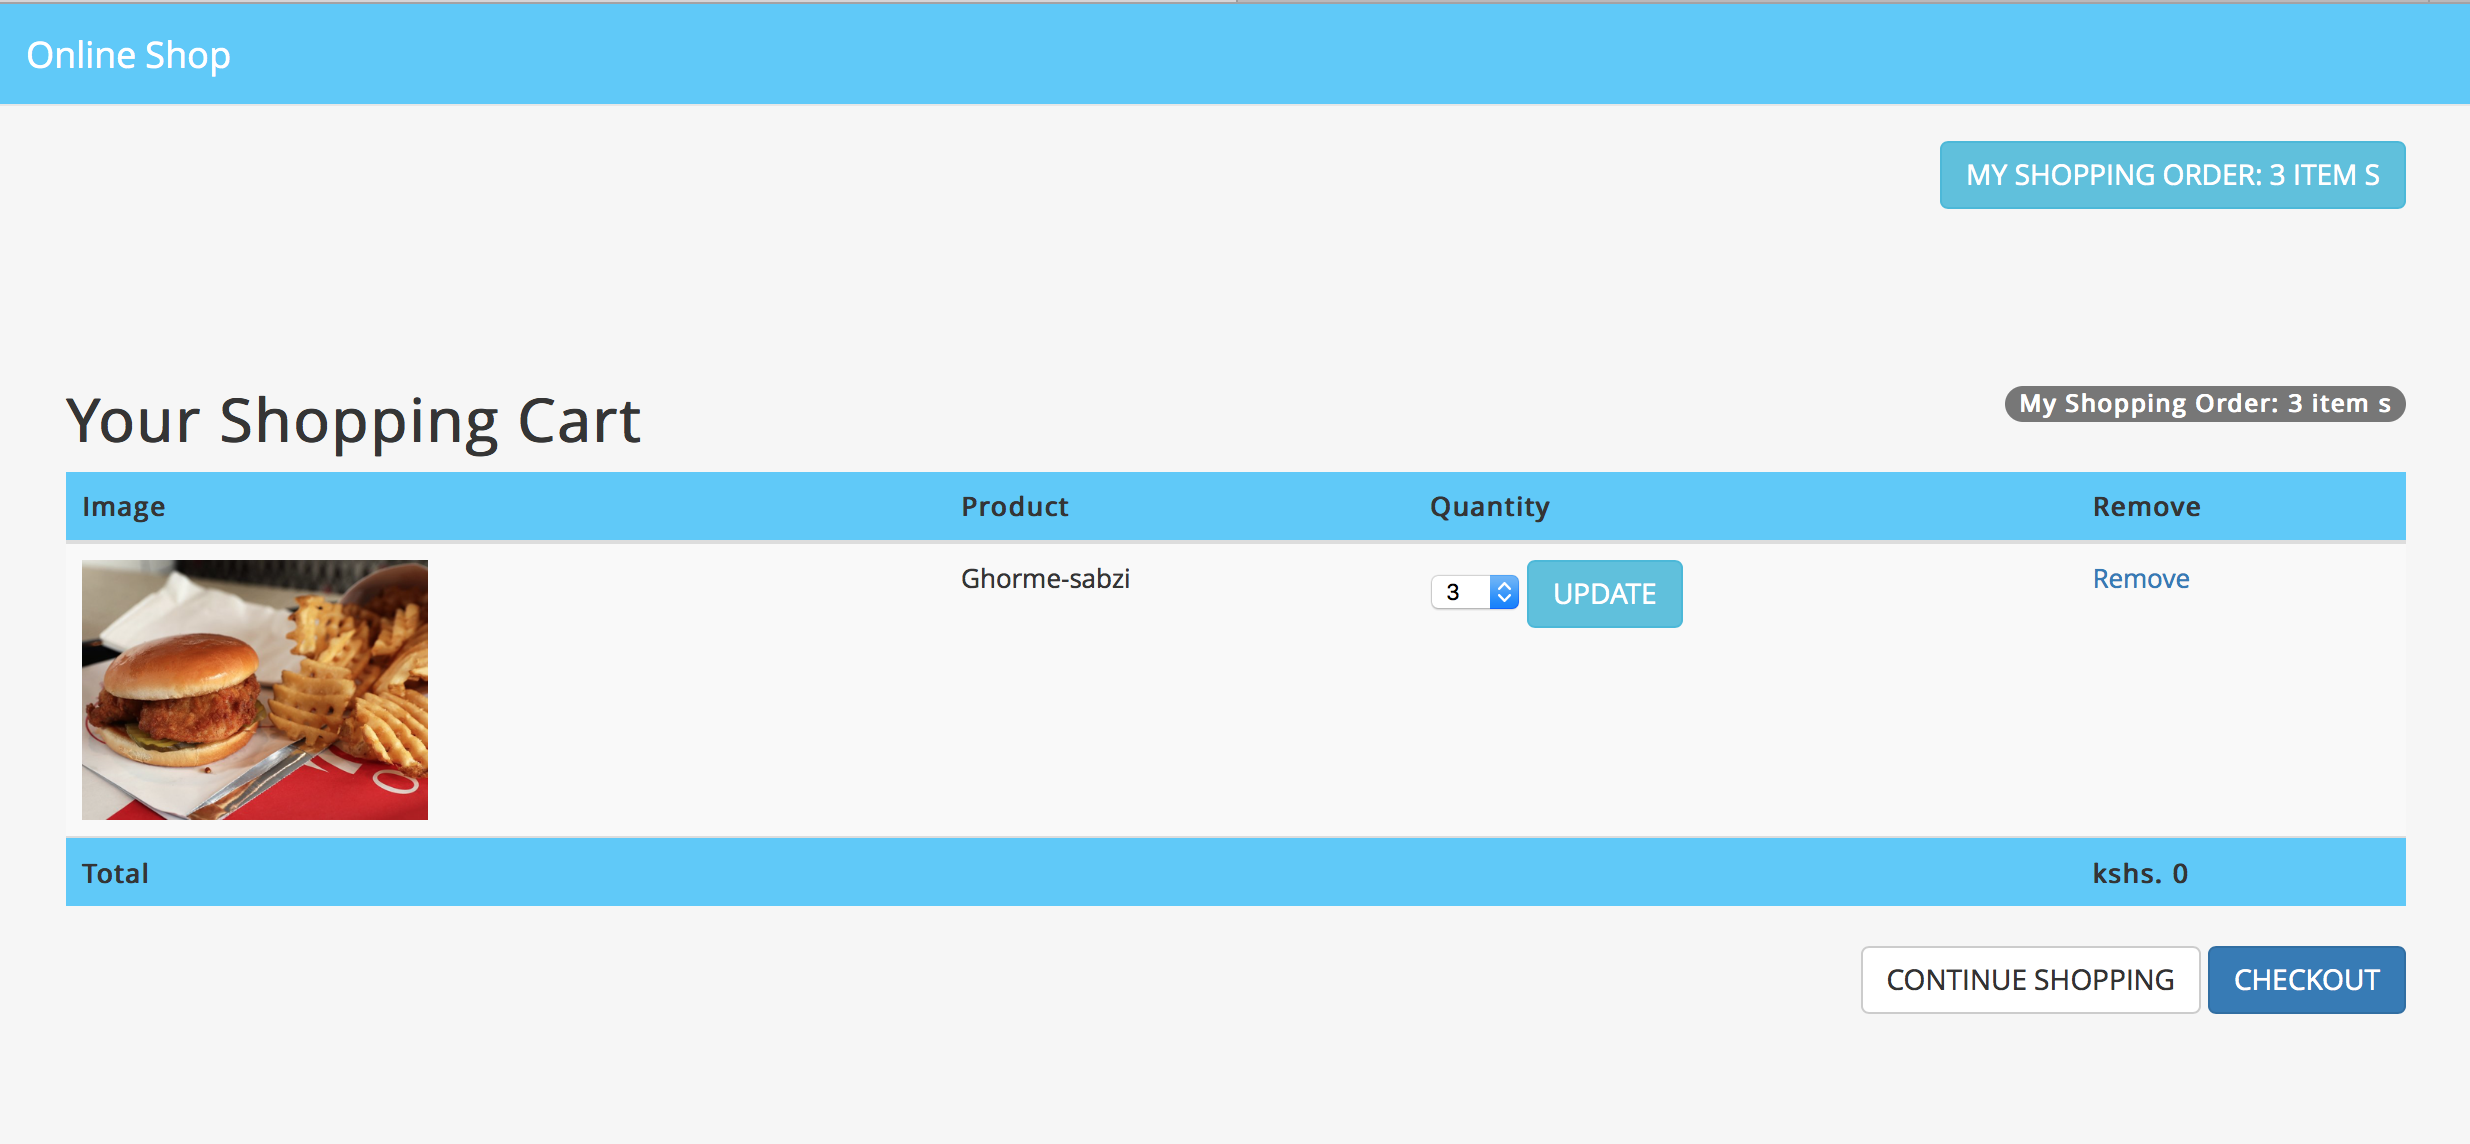 Online Shop
MY SHOPPING ORDER: 3 ITEM S
Your Shopping Cart
My Shopping Order: 3 item s
Image Product Quantity Remove
Ghorme-sabzi 3 UPDATE Remove
Total kshs. 0
CONTINUE SHOPPING CHECKOUT